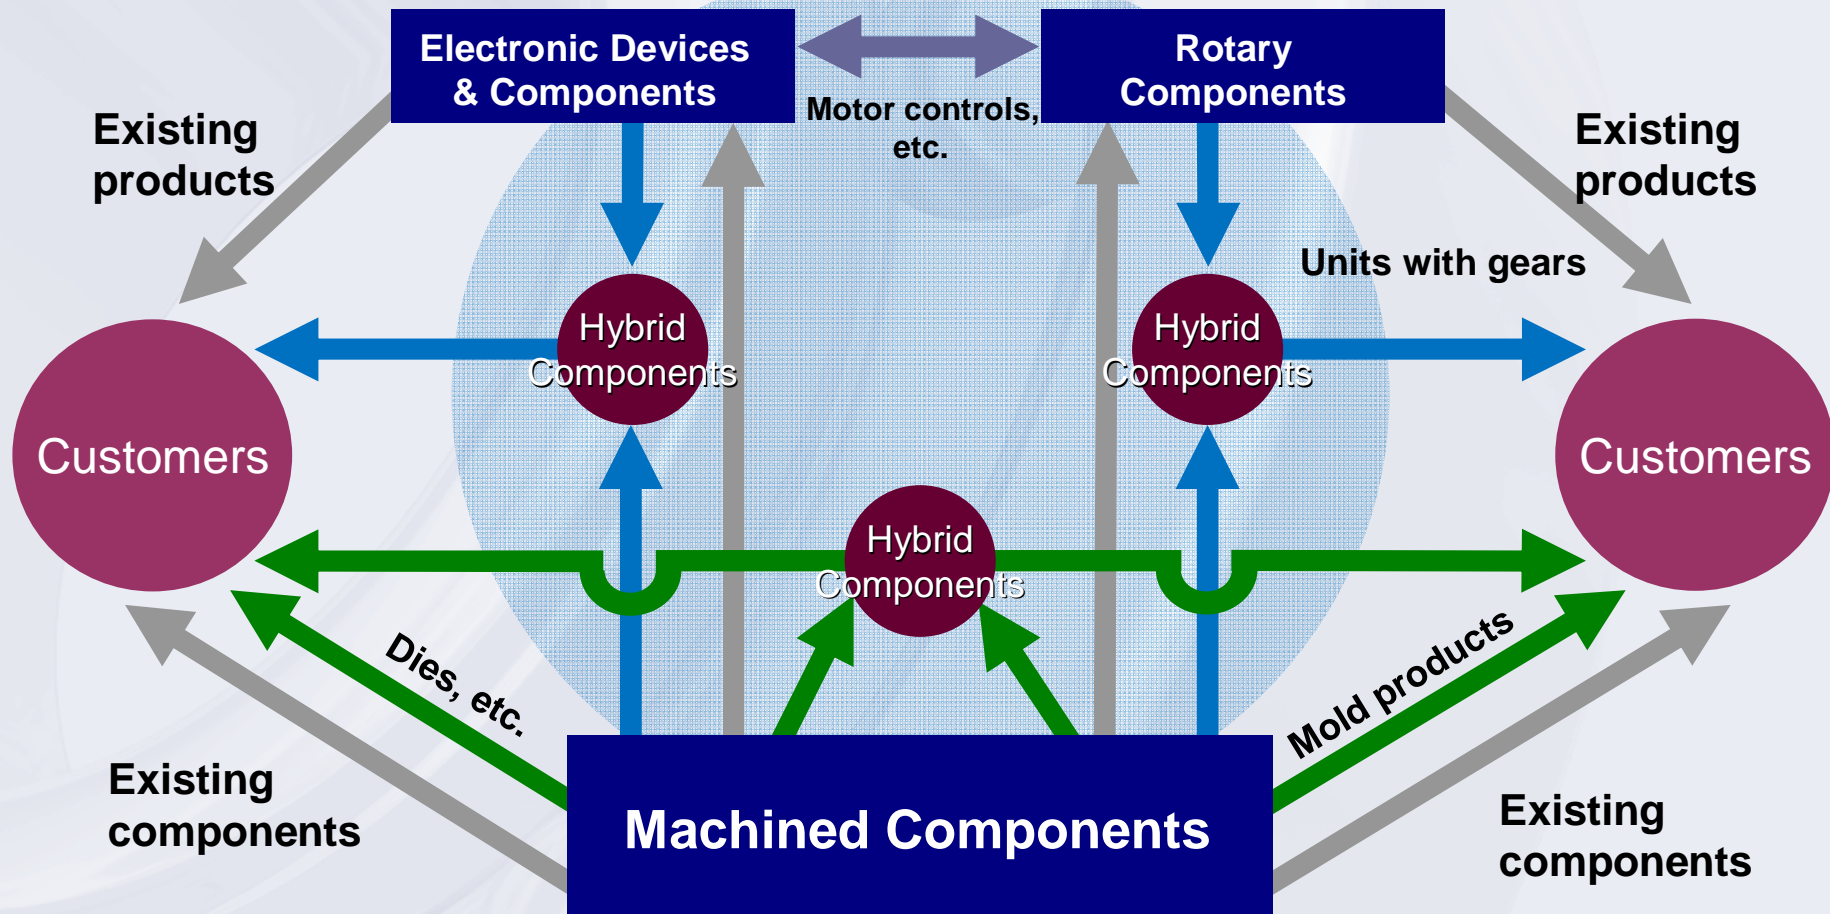 Electronic Devices
& Components
Rotary
Components
Motor controls,
etc.
Existing
products
Existing
products
Units with gears
Hybrid
Components
Hybrid
Components
Customers
Customers
Hybrid
Components
Dies, etc.
Mold products
Existing
components
Machined Components
Existing
components